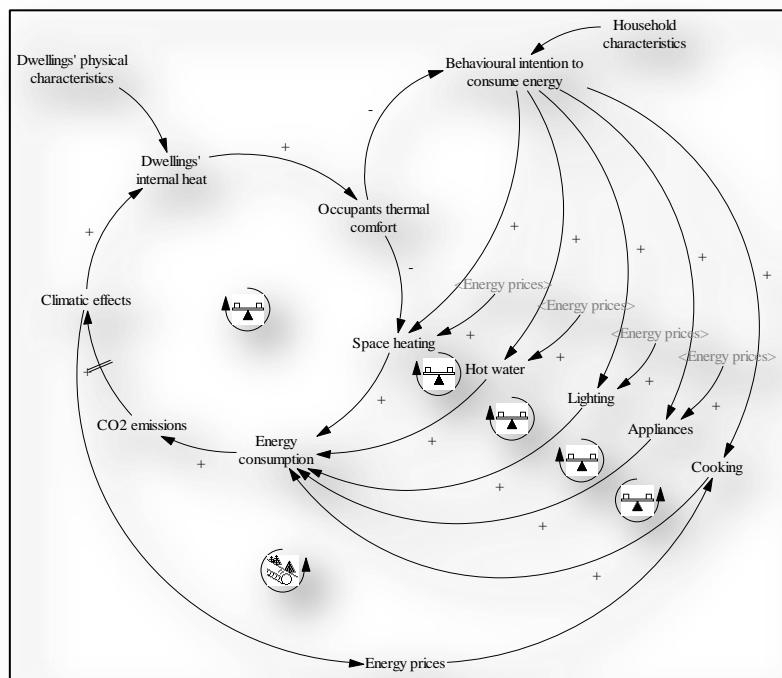 Household
characteristics
Dwellings' physical
characteristics
Behavioural intention to
consume energy
-
+
Dwellings'
internal heat
Occupants thermal
comfort
+
+
+
+
+
-
<Energy prices>
Climatic effects
<Energy prices>
<Energy prices>
Space heating
+
<Energy prices>
+
Hot water
+
+
Lighting
+
+
CO2 emissions
Appliances
Energy
consumption
+
+
+
Cooking
+
+
+
Energy prices